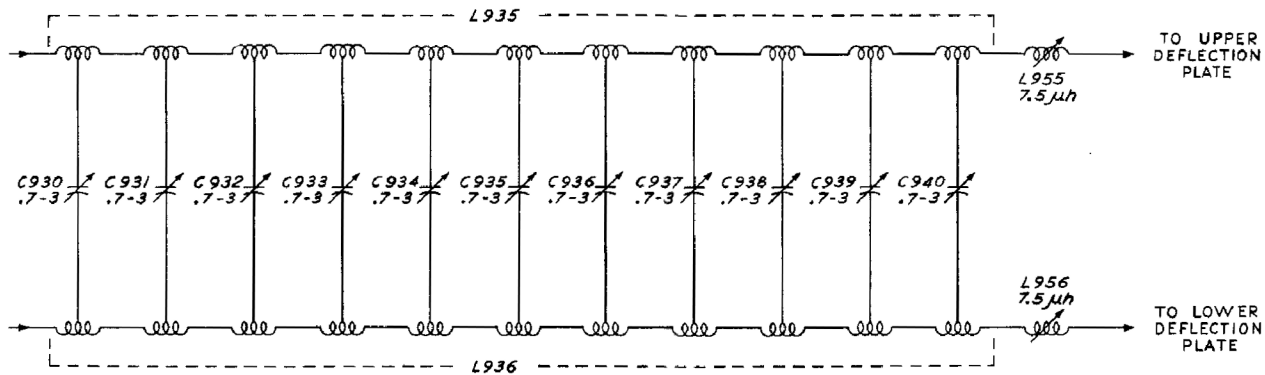 L935
TO UPPER
DEFLECTION
PLATE
L955
7.5 µh
C930
.7-3
C931
.7-3
C932
.7-3
C933
.7-3
C934
.7-3
C935
.7-3
C936
.7-3
C937
.7-3
C938
.7-3
C939
.7-3
C940
.7-3
L956
7.5 µh
TO LOWER
DEFLECTION
PLATE
L936